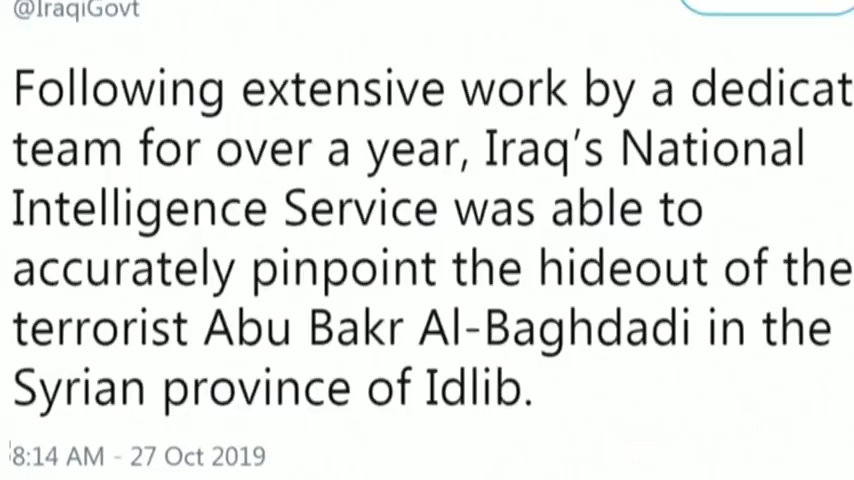 @IraqiGovt
Following extensive work by a dedicat
team for over a year, Iraq's National
Intelligence Service was able to
accurately pinpoint the hideout of the
terrorist Abu Bakr Al-Baghdadi in the
Syrian province of Idlib.
8:14 AM - 27 Oct 2019